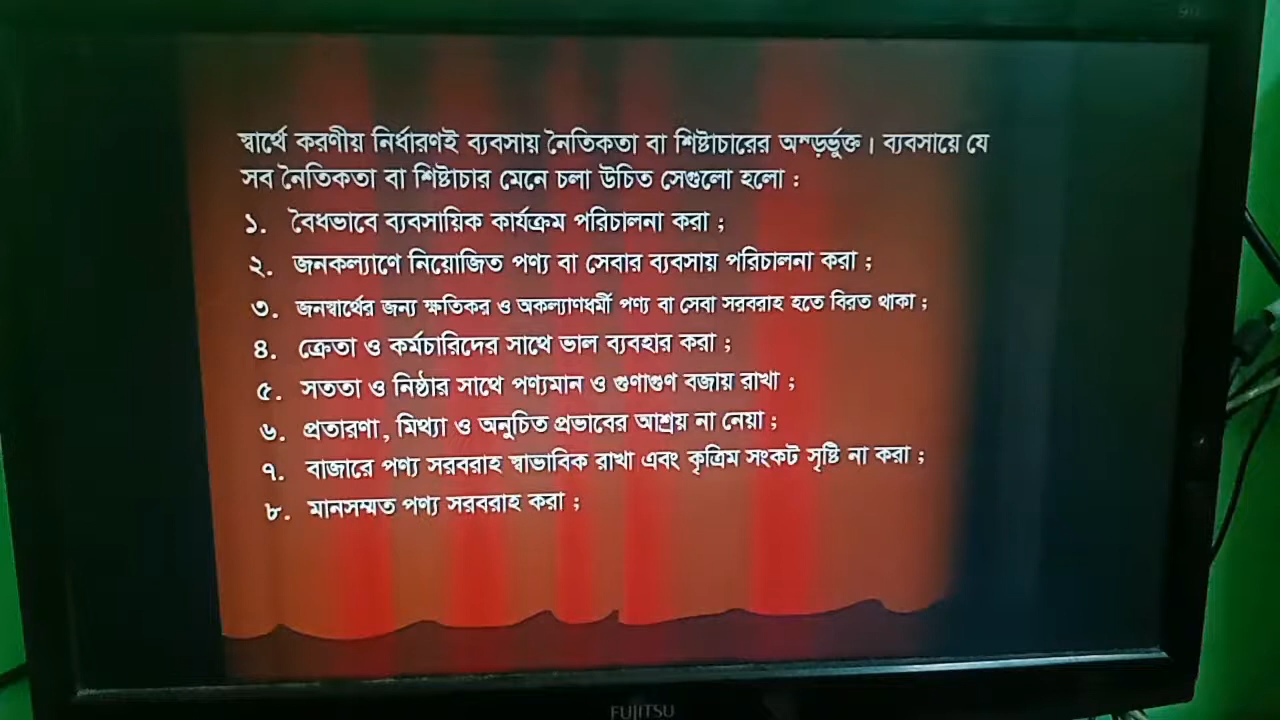 স্বার্থে করণীয় নির্ধারণই ব্যবসায় নৈতিকতা বা শিষ্টাচারের অন্ড়র্ভুক্ত। ব্যবসায়ে যে
সব নৈতিকতা বা শিষ্টাচার মেনে চলা উচিত সেগুলো হলো :
১. বৈধভাবে ব্যবসায়িক কার্যক্রম পরিচালনা করা ;
২. জনকল্যাণে নিয়োজিত পণ্য বা সেবার ব্যবসায় পরিচালনা করা ;
৩. জনস্বার্থের জন্য ক্ষতিকর ও অকল্যাণধর্মী পণ্য বা সেবা সরবরাহ হতে বিরত থাকা ;
৪. ক্রেতা ও কর্মচারিদের সাথে ভাল ব্যবহার করা ;
৫. সততা ও নিষ্ঠার সাথে পণ্যমান ও গুণাগুণ বজায় রাখা ;
৬. প্রতারণা, মিথ্যা ও অনুচিত প্রভাবের আশ্রয় না নেয়া ;
৭. বাজারে পণ্য সরবরাহ স্বাভাবিক রাখা এবং কৃত্রিম সংকট সৃষ্টি না করা ;
৮. মানসম্মত পণ্য সরবরাহ করা ;
FUJITSU